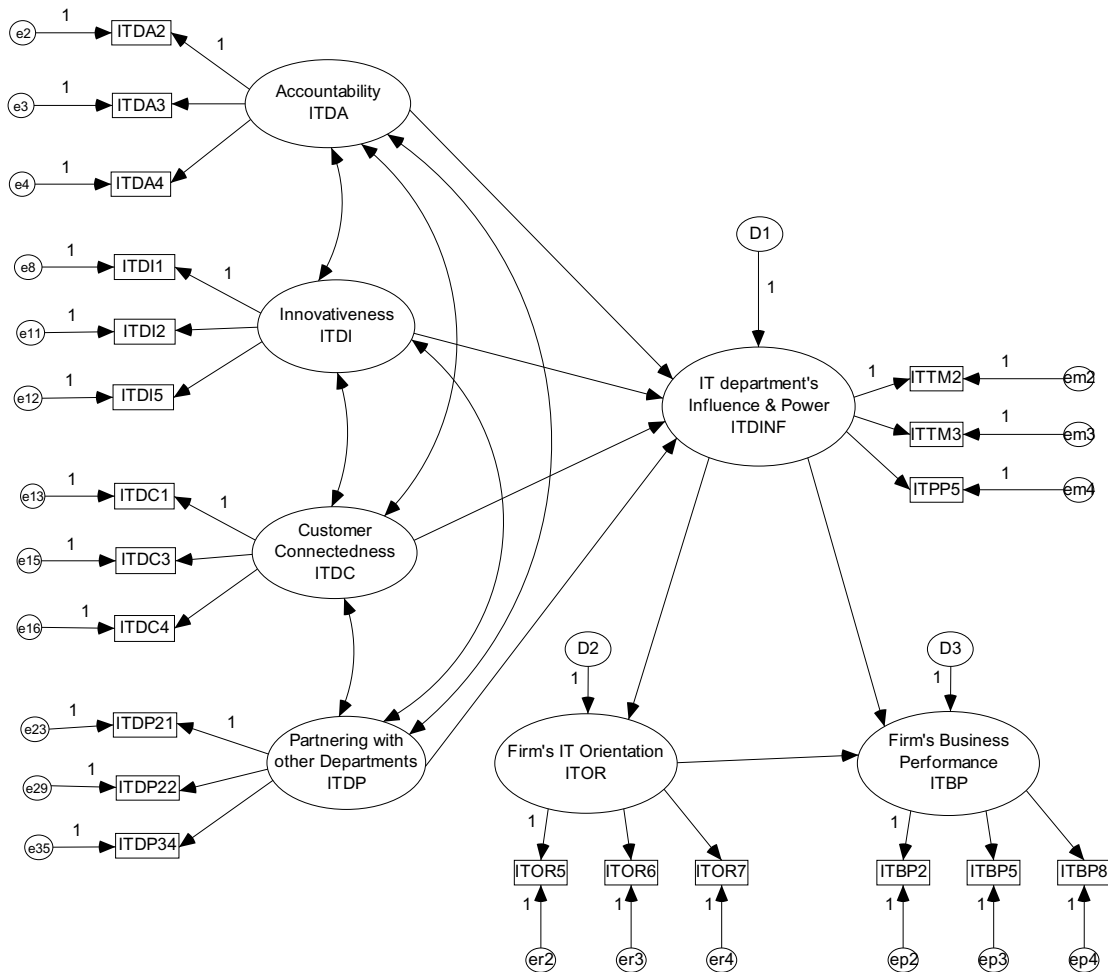 e2
1
ITDA2
1
e3
1
ITDA3
e4
1
ITDA4
Accountability
ITDA
e8
1
ITDI1
1
e11
1
ITDI2
e12
1
ITDI5
Innovativeness
ITDI
e13
1
ITDC1
1
e15
1
ITDC3
e16
1
ITDC4
Customer
Connectedness
ITDC
e23
1
ITDP21
1
e29
1
ITDP22
e35
1
ITDP34
Partnering with
other Departments
ITDP
D1
1
IT department's
Influence & Power
ITDINF
1
ITTM2
1
em2
ITTM3
1
em3
ITPP5
1
em4
D2
1
Firm's IT Orientation
ITOR
1
ITOR5
ITOR6
ITOR7
1
1
1
er2
er3
er4
D3
1
Firm's Business
Performance
ITBP
1
ITBP2
ITBP5
ITBP8
1
1
1
ep2
ep3
ep4